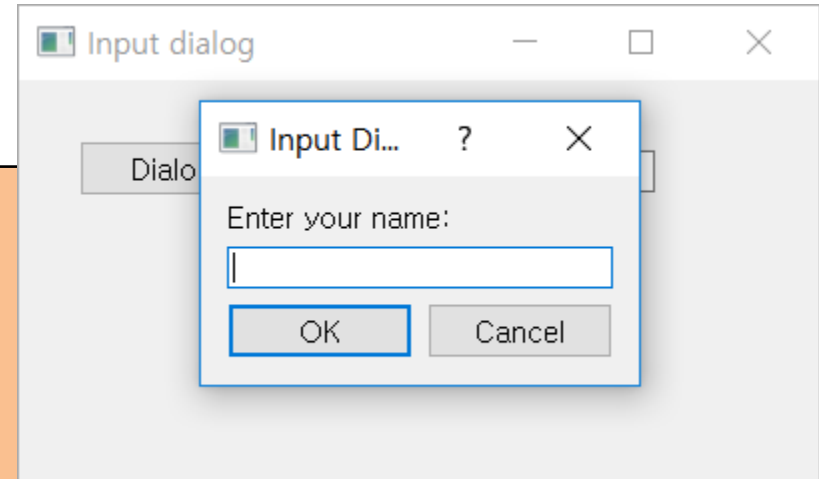 Input dialog
Input Di...
?
Dialo
Enter your name:
OK
Cancel